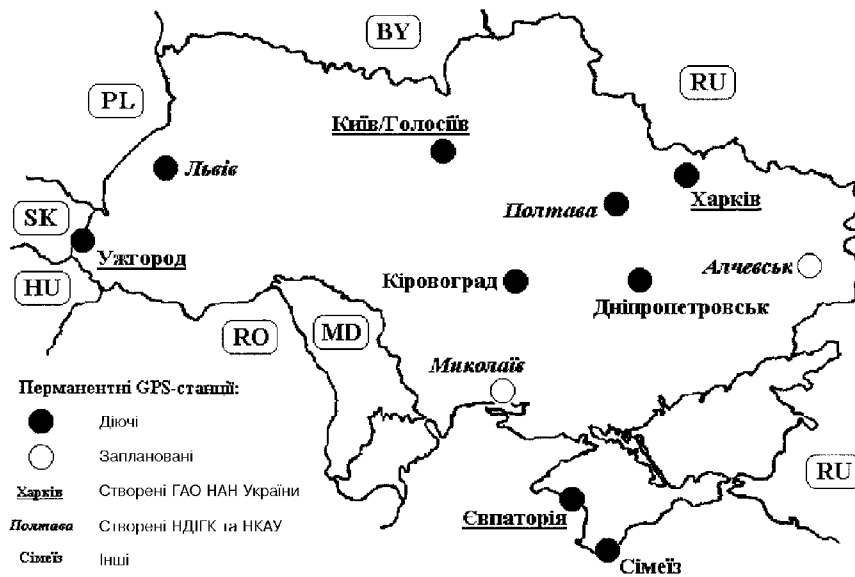 BY
RU
PL
Київ/Голосіїв
Львів
Харків
Полтава
SK
Ужгород
Алчевськ
HU
Кіровоград
Дніпропетровськ
RO
MD
Миколаїв
Перманентні GPS-станції:
Діючі
Заплановані
RU
Харків Створені ГАО НАН України
Євпаторія
Полтава Створені НДІГК та НКАУ
Сімеїз Інші
Сімеїз